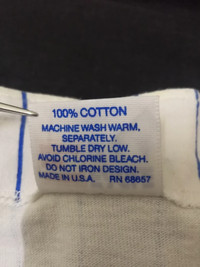 100% COTTON
MACHINE WASH WARM,
SEPARATELY.
TUMBLE DRY LOW.
AVOID CHLORINE BLEACH.
DO NOT IRON DESIGN.
MADE IN U.S.A. RN 68657